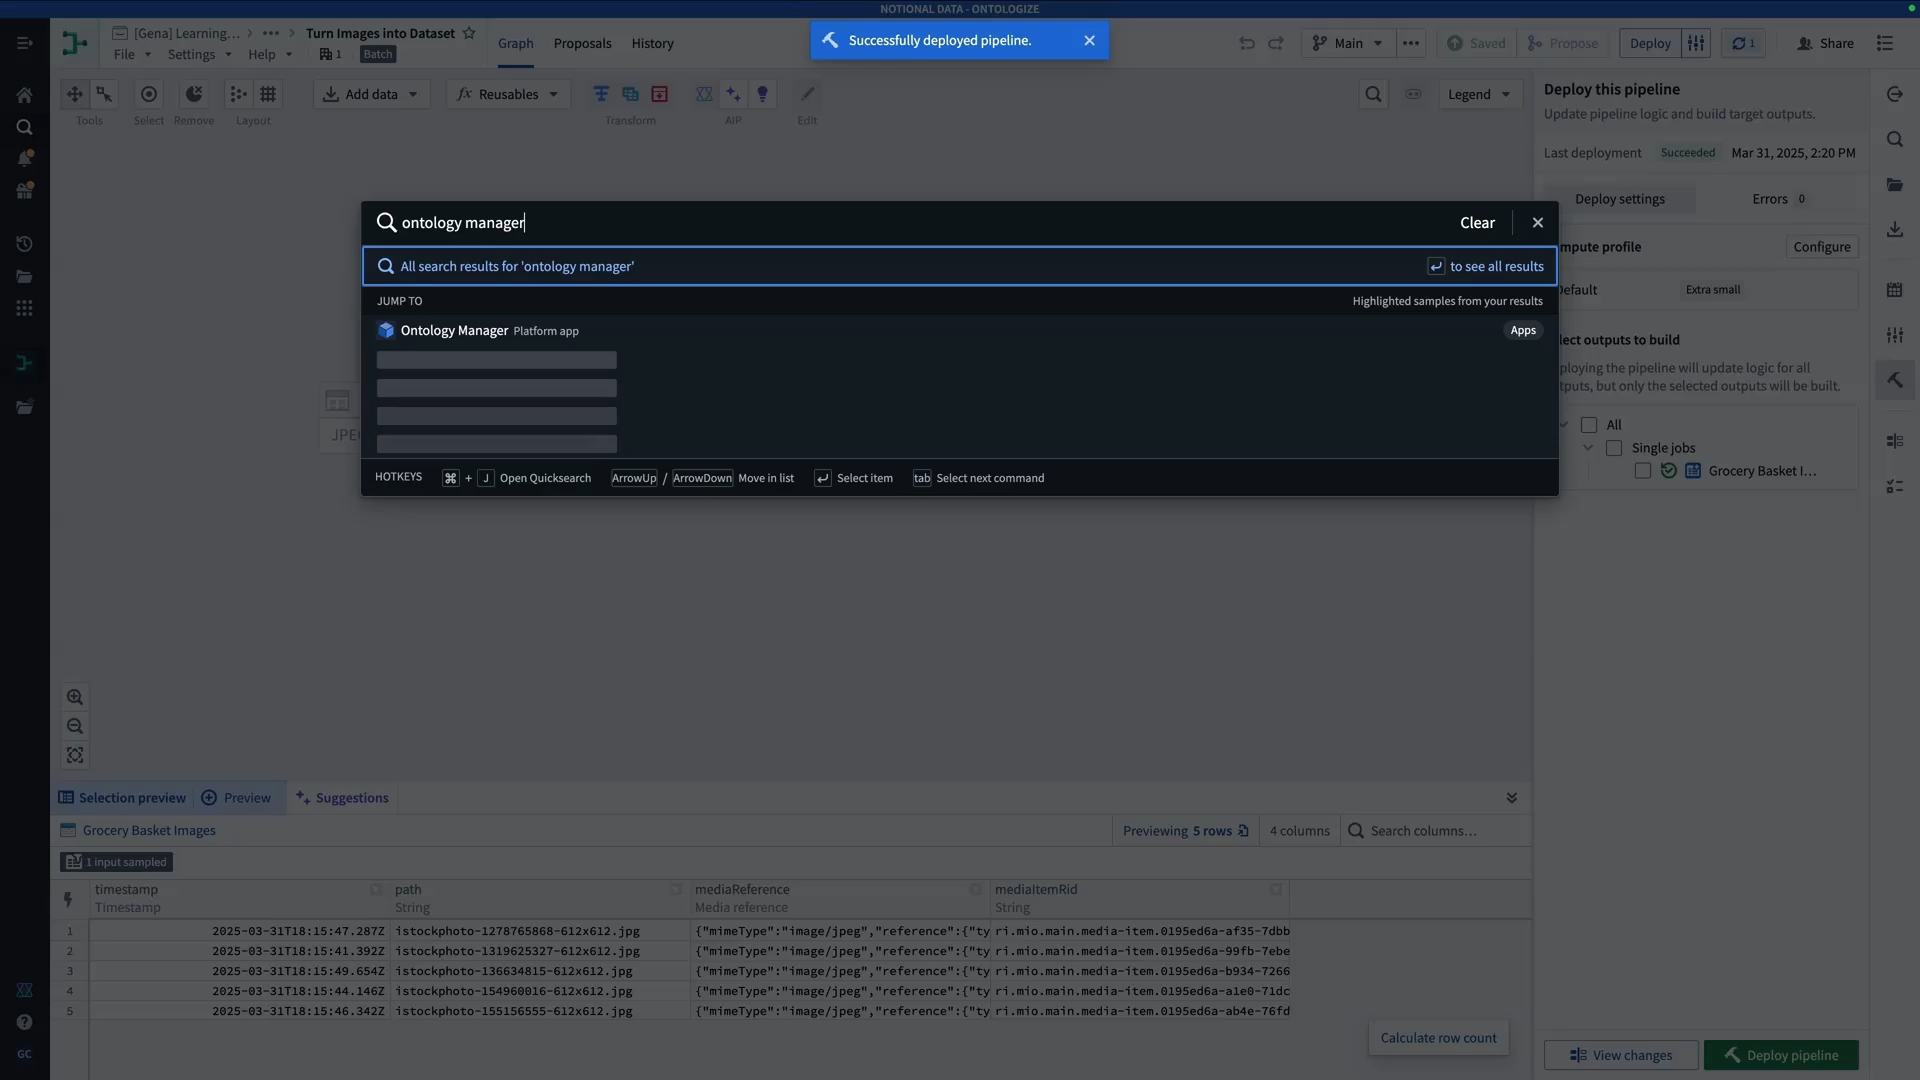 NOTIONAL DATA - ONTOLOGIZE
[Gena] Learning... > ... > Turn Images into Dataset
File Settings Help 1 Batch
Graph Proposals History
Successfully deployed pipeline.
Main Saved Propose Deploy 1 Share
Add data Reusables Legend
Tools Select Remove Layout Transform AIP Edit
Deploy this pipeline
Update pipeline logic and build target outputs.
Last deployment Succeeded Mar 31, 2025, 2:20 PM
Deploy settings Errors 0
mpute profile Configure
efault Extra small
lect outputs to build
ploying the pipeline will update logic for all
tputs, but only the selected outputs will be built.
All
Single jobs
Grocery Basket I...
ontology manager Clear
All search results for 'ontology manager' to see all results
JUMP TO Highlighted samples from your results
Ontology Manager Platform app Apps
HOTKEYS ⌘ + J Open Quicksearch ArrowUp / ArrowDown Move in list Select item tab Select next command
JPE
Selection preview Preview Suggestions
Grocery Basket Images Previewing 5 rows 4 columns Search columns...
1 input sampled
timestamp path mediaReference mediaItemRid
Timestamp String Media reference String
1 2025-03-31T18:15:47.287Z istockphoto-1278765868-612x612.jpg {"mimeType":"image/jpeg","reference":{"ty ri.mio.main.media-item.0195ed6a-af35-7dbb
2 2025-03-31T18:15:41.392Z istockphoto-1319625327-612x612.jpg {"mimeType":"image/jpeg","reference":{"ty ri.mio.main.media-item.0195ed6a-99fb-7ebe
3 2025-03-31T18:15:49.654Z istockphoto-136634815-612x612.jpg {"mimeType":"image/jpeg","reference":{"ty ri.mio.main.media-item.0195ed6a-b934-7266
4 2025-03-31T18:15:44.146Z istockphoto-154960016-612x612.jpg {"mimeType":"image/jpeg","reference":{"ty ri.mio.main.media-item.0195ed6a-a1e0-71dc
5 2025-03-31T18:15:46.342Z istockphoto-155156555-612x612.jpg {"mimeType":"image/jpeg","reference":{"ty ri.mio.main.media-item.0195ed6a-ab4e-76fd
Calculate row count
GC
View changes Deploy pipeline